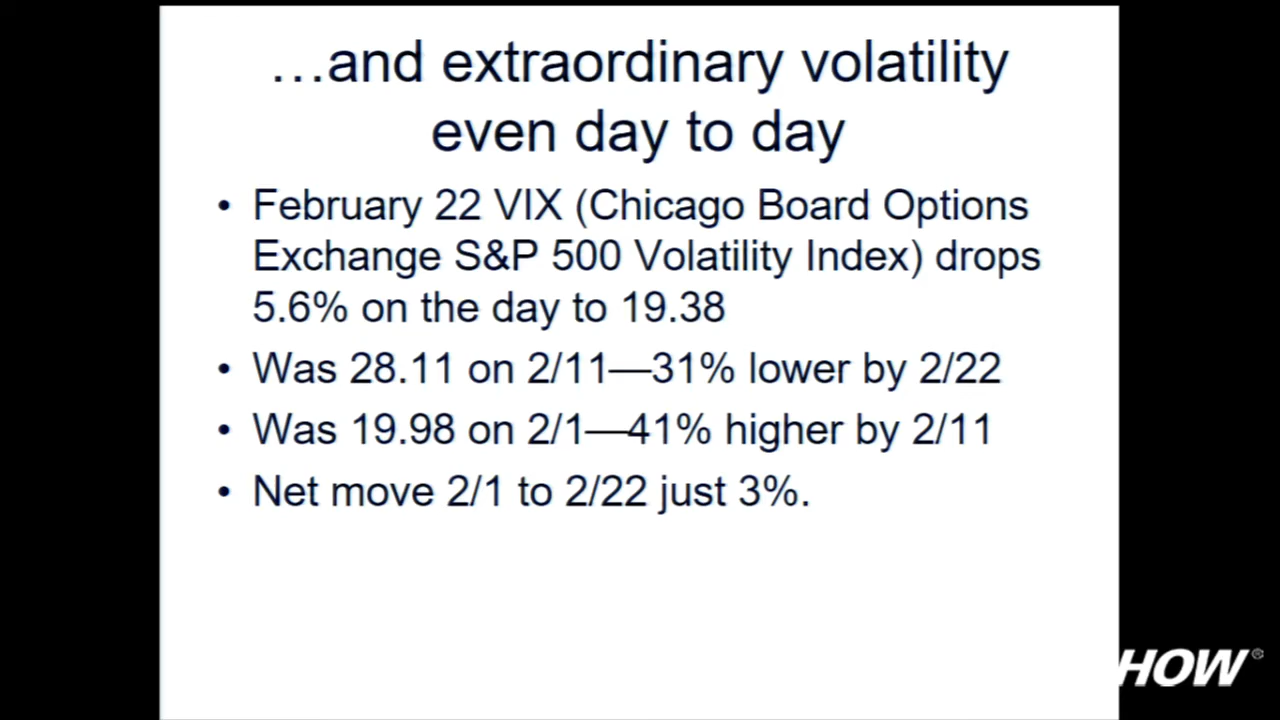 …and extraordinary volatility
even day to day
• February 22 VIX (Chicago Board Options
Exchange S&P 500 Volatility Index) drops
5.6% on the day to 19.38
• Was 28.11 on 2/11—31% lower by 2/22
• Was 19.98 on 2/1—41% higher by 2/11
• Net move 2/1 to 2/22 just 3%.
HOW®